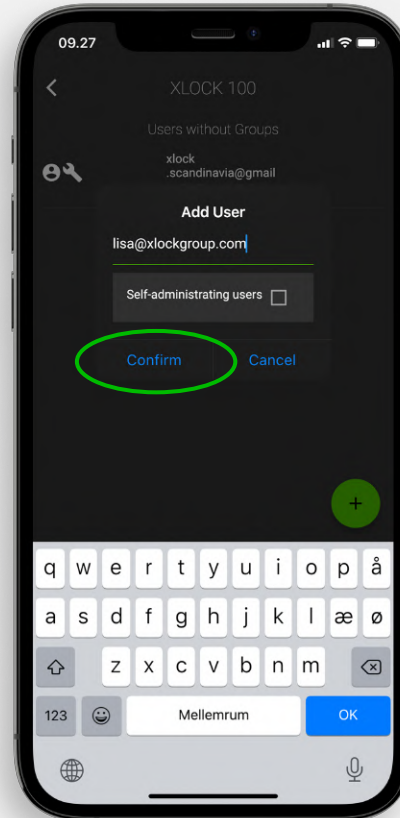 09.27
XLOCK 100
Users without Groups
xlock
.scandinavia@gmail
Add User
lisa@xlockgroup.com
Self-administrating users
Confirm Cancel
+
q w e r t y u i o p å
a s d f g h j k l æ ø
z x c v b n m
123 Mellemrum OK